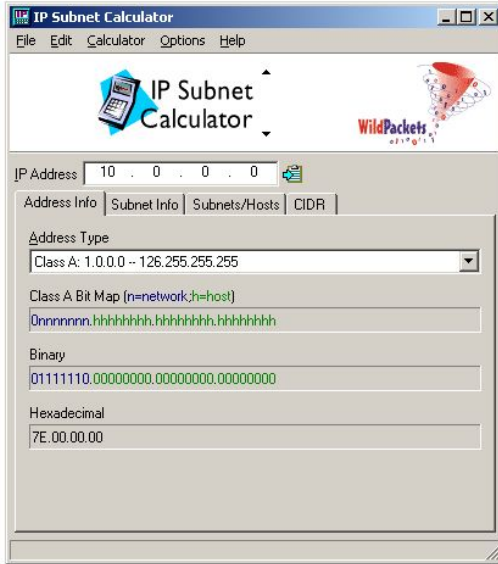 IP Subnet Calculator
File Edit Calculator Options Help
IP Subnet
Calculator
WildPackets
IP Address 10 . 0 . 0 . 0
Address Info Subnet Info Subnets/Hosts CIDR
Address Type
Class A: 1.0.0.0 -- 126.255.255.255
Class A Bit Map (n=network;h=host)
0nnnnnnn.hhhhhhhh.hhhhhhhh.hhhhhhhh
Binary
01111110.00000000.00000000.00000000
Hexadecimal
7E.00.00.00